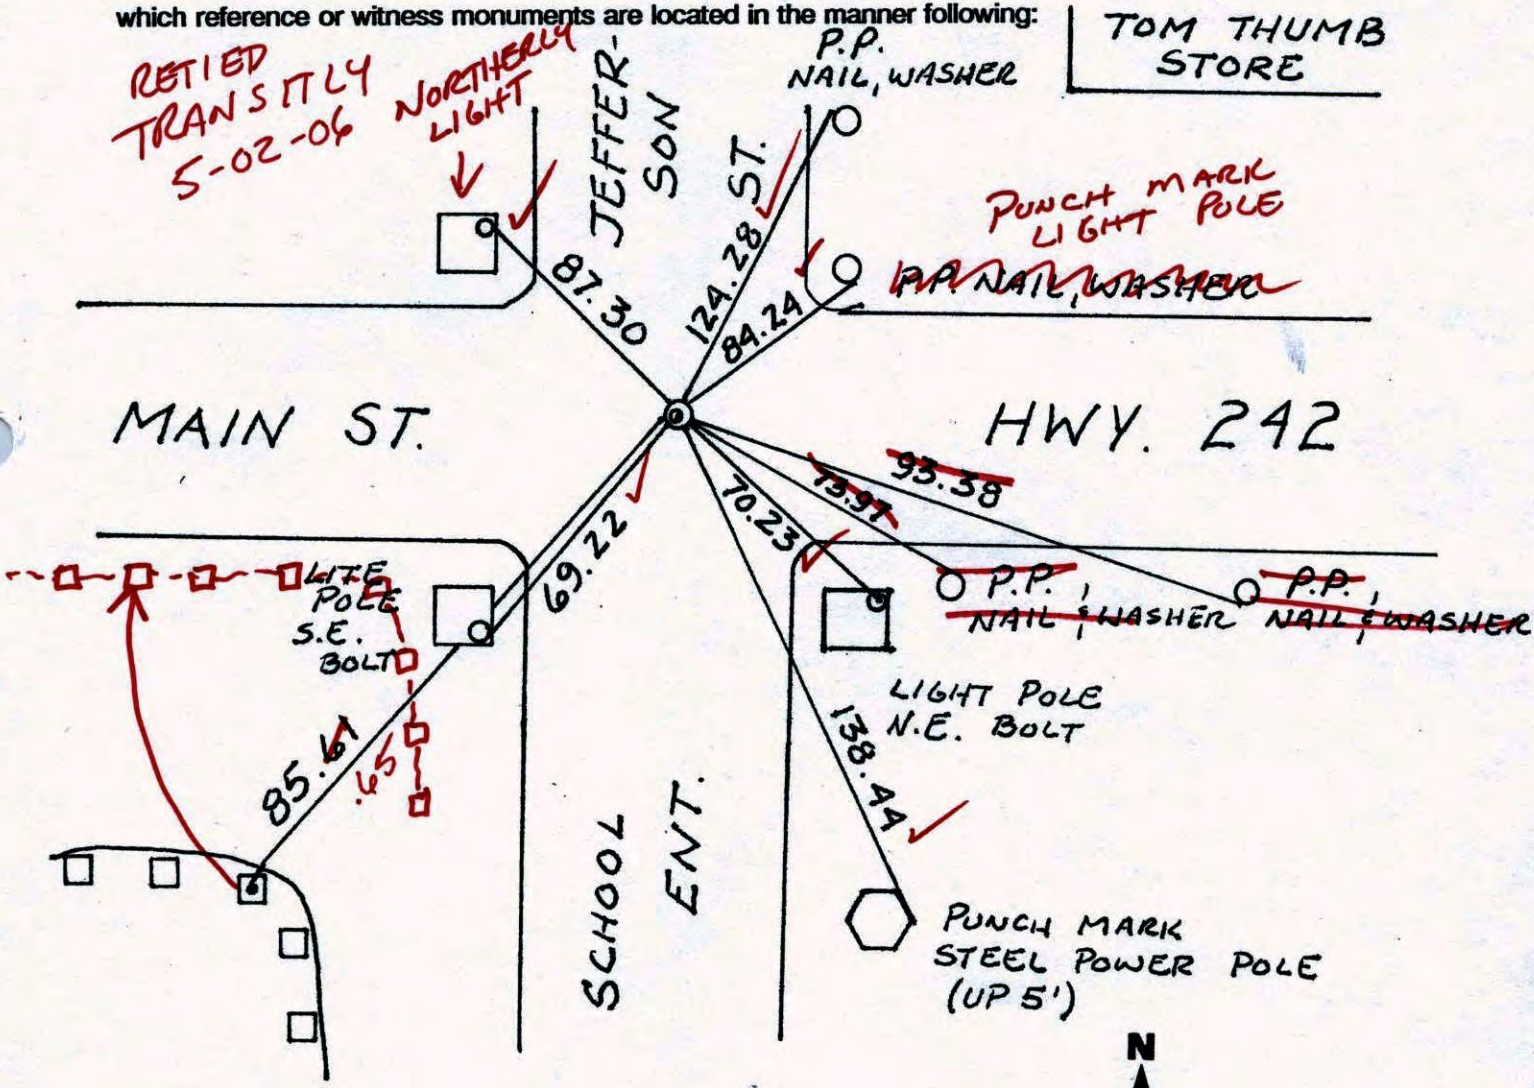 which reference or witness monuments are located in the manner following:
TOM THUMB
STORE
RETIED
TRANSITLY
5-02-06
NORTHERLY
LIGHT
JEFFER-
SON
ST.
P.P.
NAIL, WASHER
PUNCH MARK
LIGHT POLE
P.P. NAIL, WASHER
87.30
124.28
84.24
MAIN ST.
HWY. 242
93.38
73.97
70.23
69.22
LITE
POLE
S.E.
BOLT
P.P.,
NAIL & WASHER
P.P.,
NAIL & WASHER
LIGHT POLE
N.E. BOLT
85.61
.65
138.44
SCHOOL
ENT.
PUNCH MARK
STEEL POWER POLE
(UP 5')
N